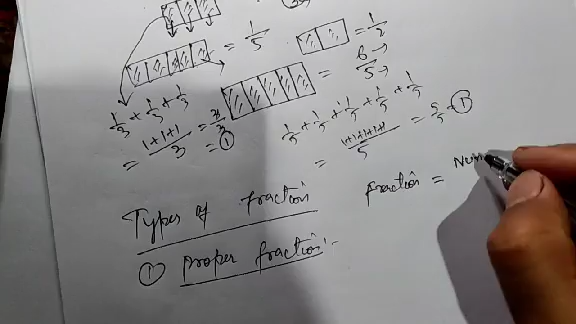 = 1/5
= 1/2
= 6/5 →
1/3 + 1/3 + 1/3
= 1+1+1/3 = 3/3 = 1
1/5 + 1/5 + 1/5 + 1/5 + 1/5
= 1+1+1+1+1/5 = 5/5 = 1
Types of fraction
fraction = Num
① Proper fraction:-